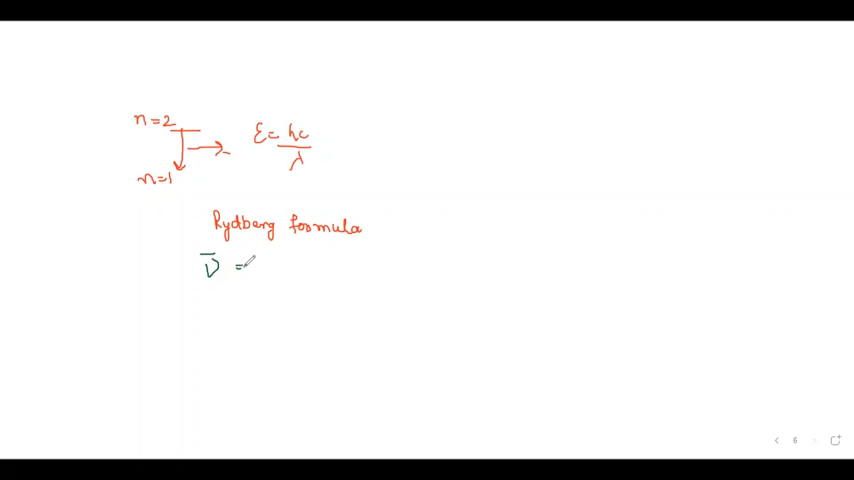 n=2
E= hc
λ
n=1
Rydberg formula
ν̅ =
6